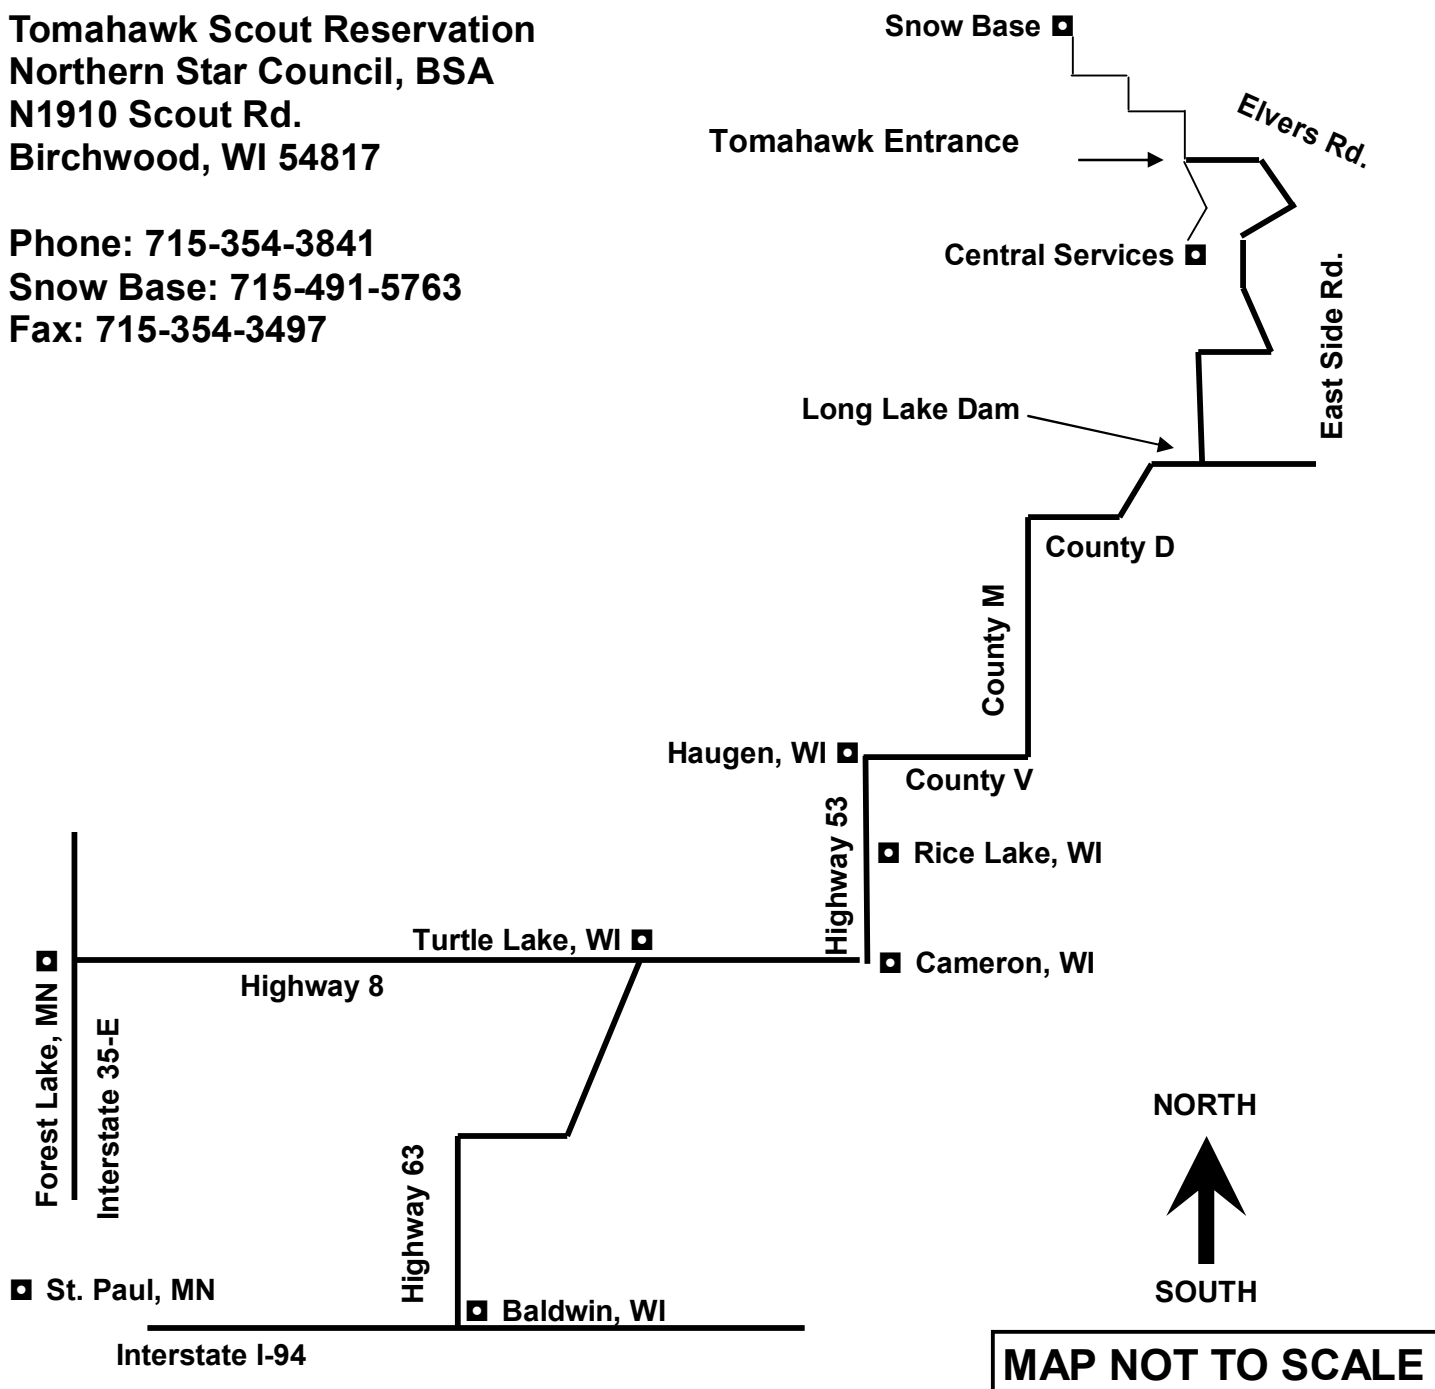 Tomahawk Scout Reservation
Northern Star Council, BSA
N1910 Scout Rd.
Birchwood, WI 54817
Phone: 715-354-3841
Snow Base: 715-491-5763
Fax: 715-354-3497
Snow Base
Elvers Rd.
Tomahawk Entrance
Central Services
East Side Rd.
Long Lake Dam
County D
County M
Haugen, WI
County V
Highway 53
Rice Lake, WI
Turtle Lake, WI
Cameron, WI
Highway 8
Forest Lake, MN
Interstate 35-E
Highway 63
NORTH
SOUTH
St. Paul, MN
Baldwin, WI
Interstate I-94
MAP NOT TO SCALE